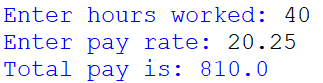 Enter hours worked: 40
Enter pay rate: 20.25
Total pay is: 810.0